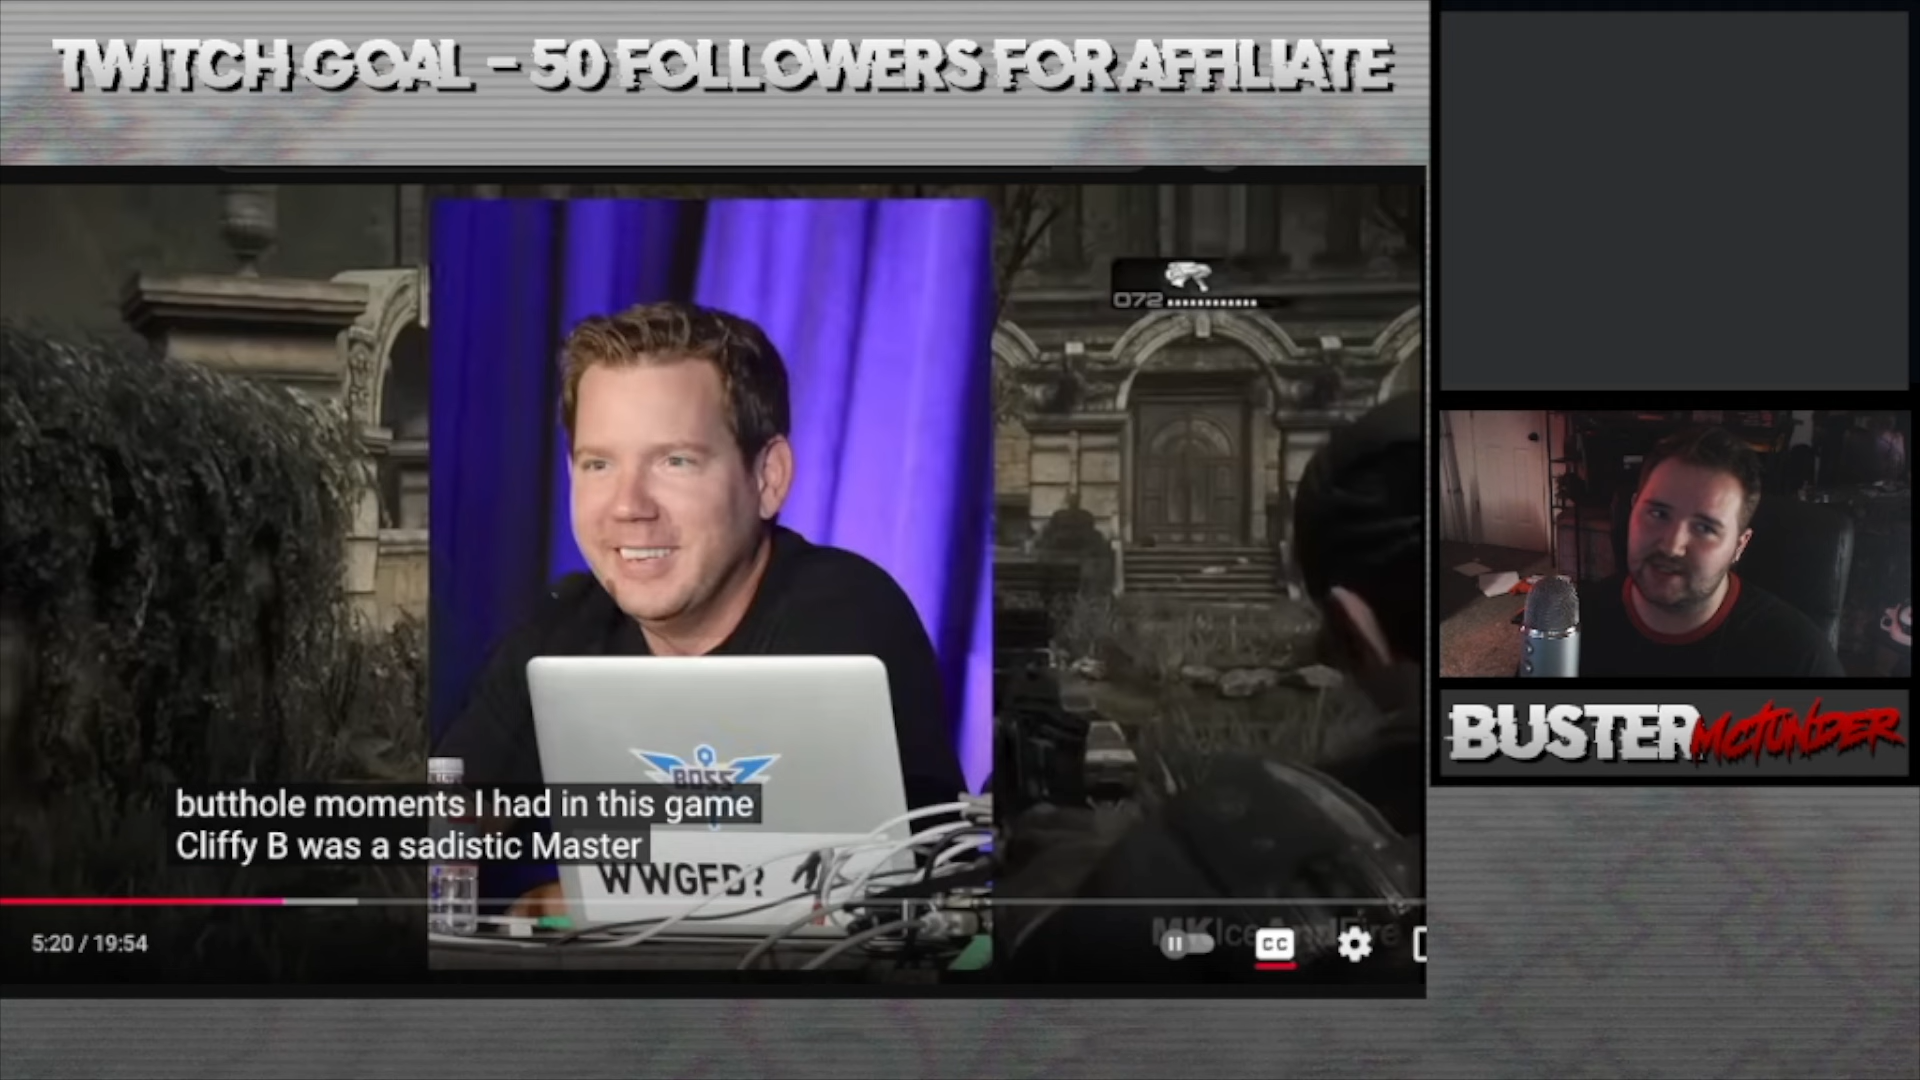 TWITCH GOAL - 50 FOLLOWERS FOR AFFILIATE
072
BOSS
butthole moments I had in this game
Cliffy B was a sadistic Master
WWGFD?
5:20 / 19:54
CC
BUSTER MCTUNDER